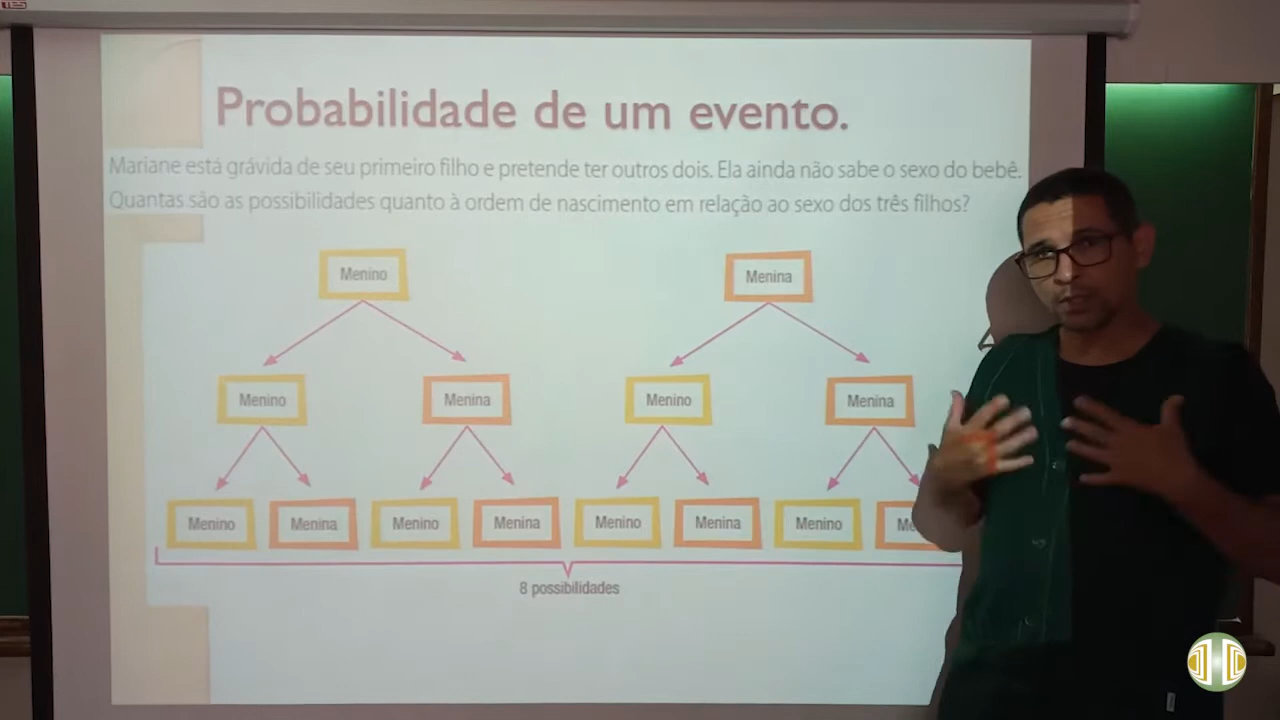 Probabilidade de um evento.
Mariane está grávida de seu primeiro filho e pretende ter outros dois. Ela ainda não sabe o sexo do bebê.
Quantas são as possibilidades quanto à ordem de nascimento em relação ao sexo dos três filhos?
Menino Menina
Menino Menina Menino Menina
Menino Menina Menino Menina Menino Menina Menino
8 possibilidades